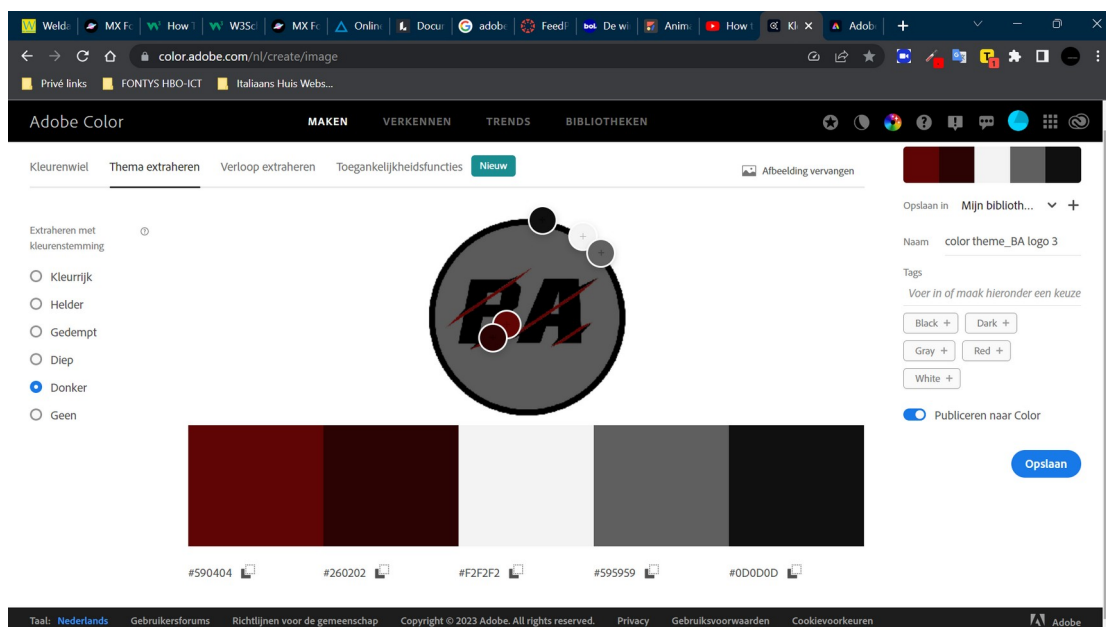 Welda MX Fo How T W3Sc MX Fo Online Docur adobe FeedF De wi Anim How t Kl Adob
color.adobe.com/nl/create/image
Privé links FONTYS HBO-ICT Italiaans Huis Webs...
Adobe Color MAKEN VERKENNEN TRENDS BIBLIOTHEKEN
Kleurenwiel Thema extraheren Verloop extraheren Toegankelijkheidsfuncties Nieuw Afbeelding vervangen
Extraheren met kleurenstemming
Kleurrijk
Helder
Gedempt
Diep
Donker
Geen
BA
#590404 #260202 #F2F2F2 #595959 #0D0D0D
Opslaan in Mijn biblioth...
Naam color theme_BA logo 3
Tags
Voer in of maak hieronder een keuze
Black + Dark +
Gray + Red +
White +
Publiceren naar Color
Opslaan
Taal: Nederlands Gebruikersforums Richtlijnen voor de gemeenschap Copyright © 2023 Adobe. All rights reserved. Privacy Gebruiksvoorwaarden Cookievoorkeuren Adobe